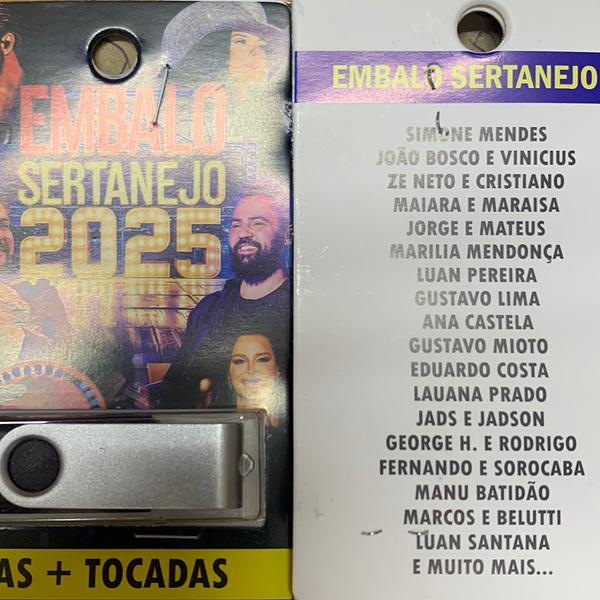 EMBALO
SERTANEJO
2025
AS + TOCADAS
EMBALO SERTANEJO
SIMONE MENDES
JOÃO BOSCO E VINICIUS
ZE NETO E CRISTIANO
MAIARA E MARAISA
JORGE E MATEUS
MARILIA MENDONÇA
LUAN PEREIRA
GUSTAVO LIMA
ANA CASTELA
GUSTAVO MIOTO
EDUARDO COSTA
LAUANA PRADO
JADS E JADSON
GEORGE H. E RODRIGO
FERNANDO E SOROCABA
MANU BATIDÃO
MARCOS E BELUTTI
LUAN SANTANA
E MUITO MAIS...